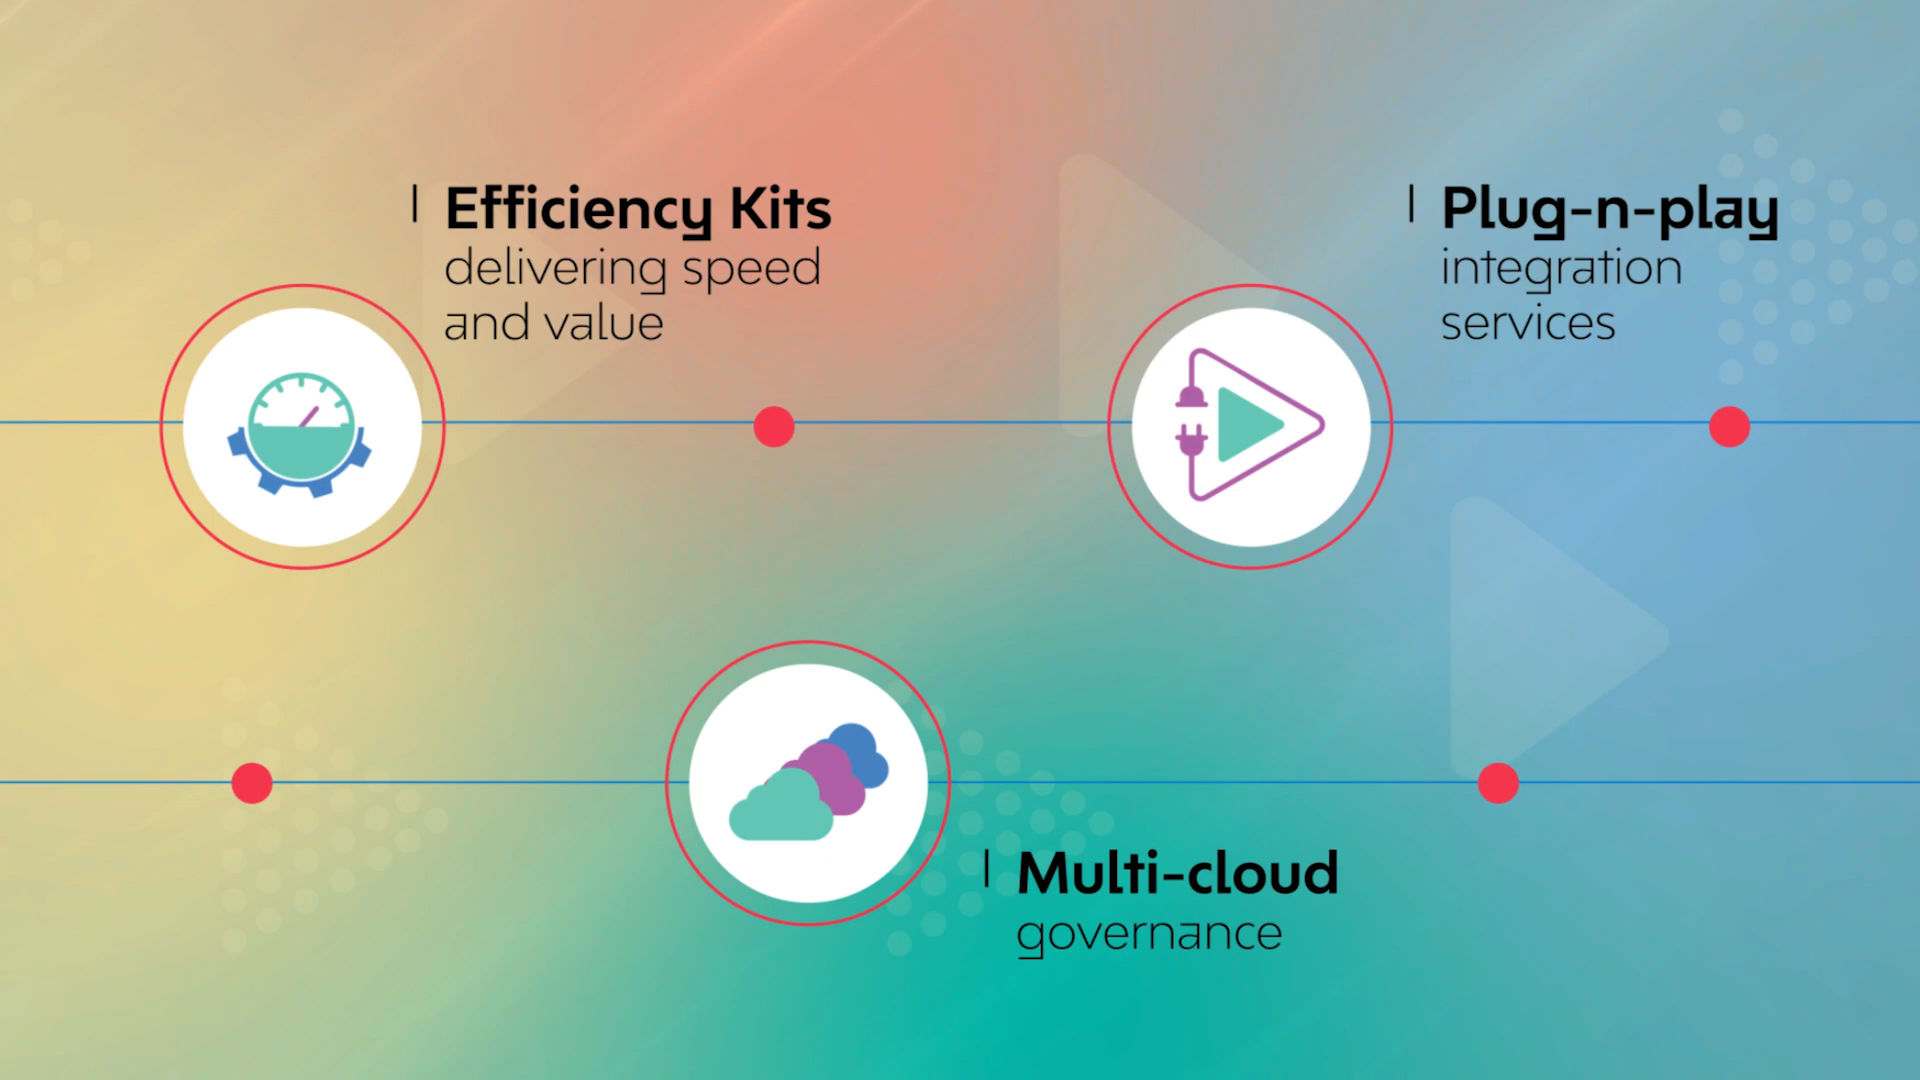 Efficiency Kits
delivering speed
and value
Plug-n-play
integration
services
Multi-cloud
governance